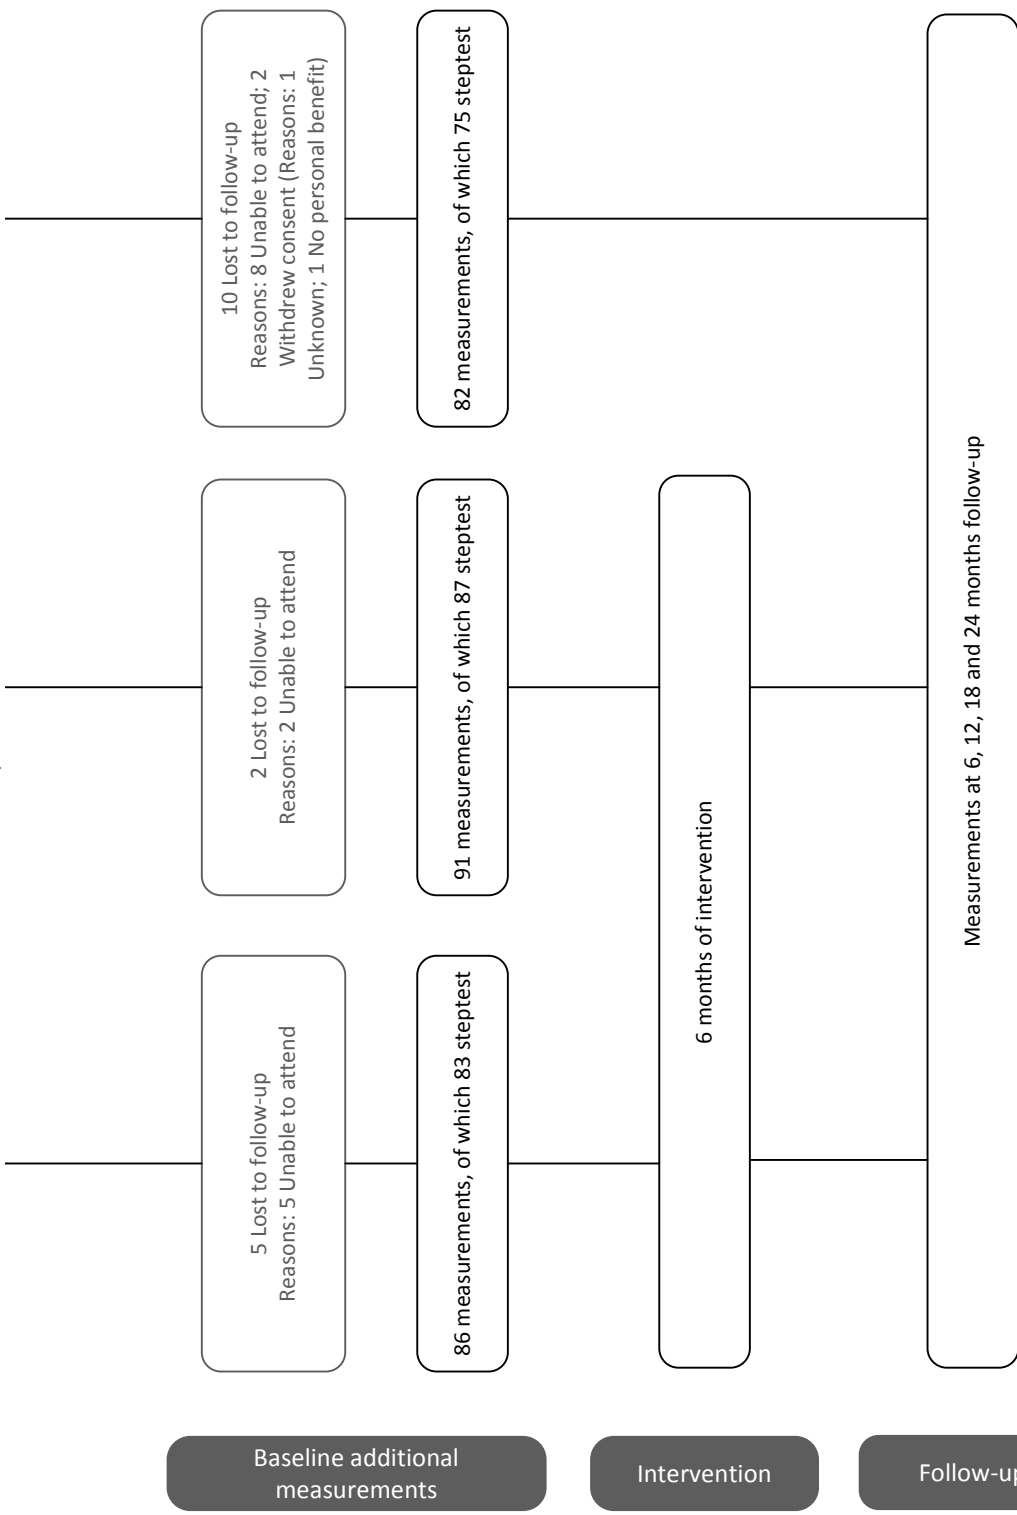 5 Lost to follow-up
Reasons: 5 Unable to attend
2 Lost to follow-up
Reasons: 2 Unable to attend
10 Lost to follow-up
Reasons: 8 Unable to attend; 2
Withdrew consent (Reasons: 1
Unknown; 1 No personal benefit)
86 measurements, of which 83 steptest
91 measurements, of which 87 steptest
82 measurements, of which 75 steptest
6 months of intervention
Measurements at 6, 12, 18 and 24 months follow-up
Baseline additional
measurements
Intervention
Follow-up